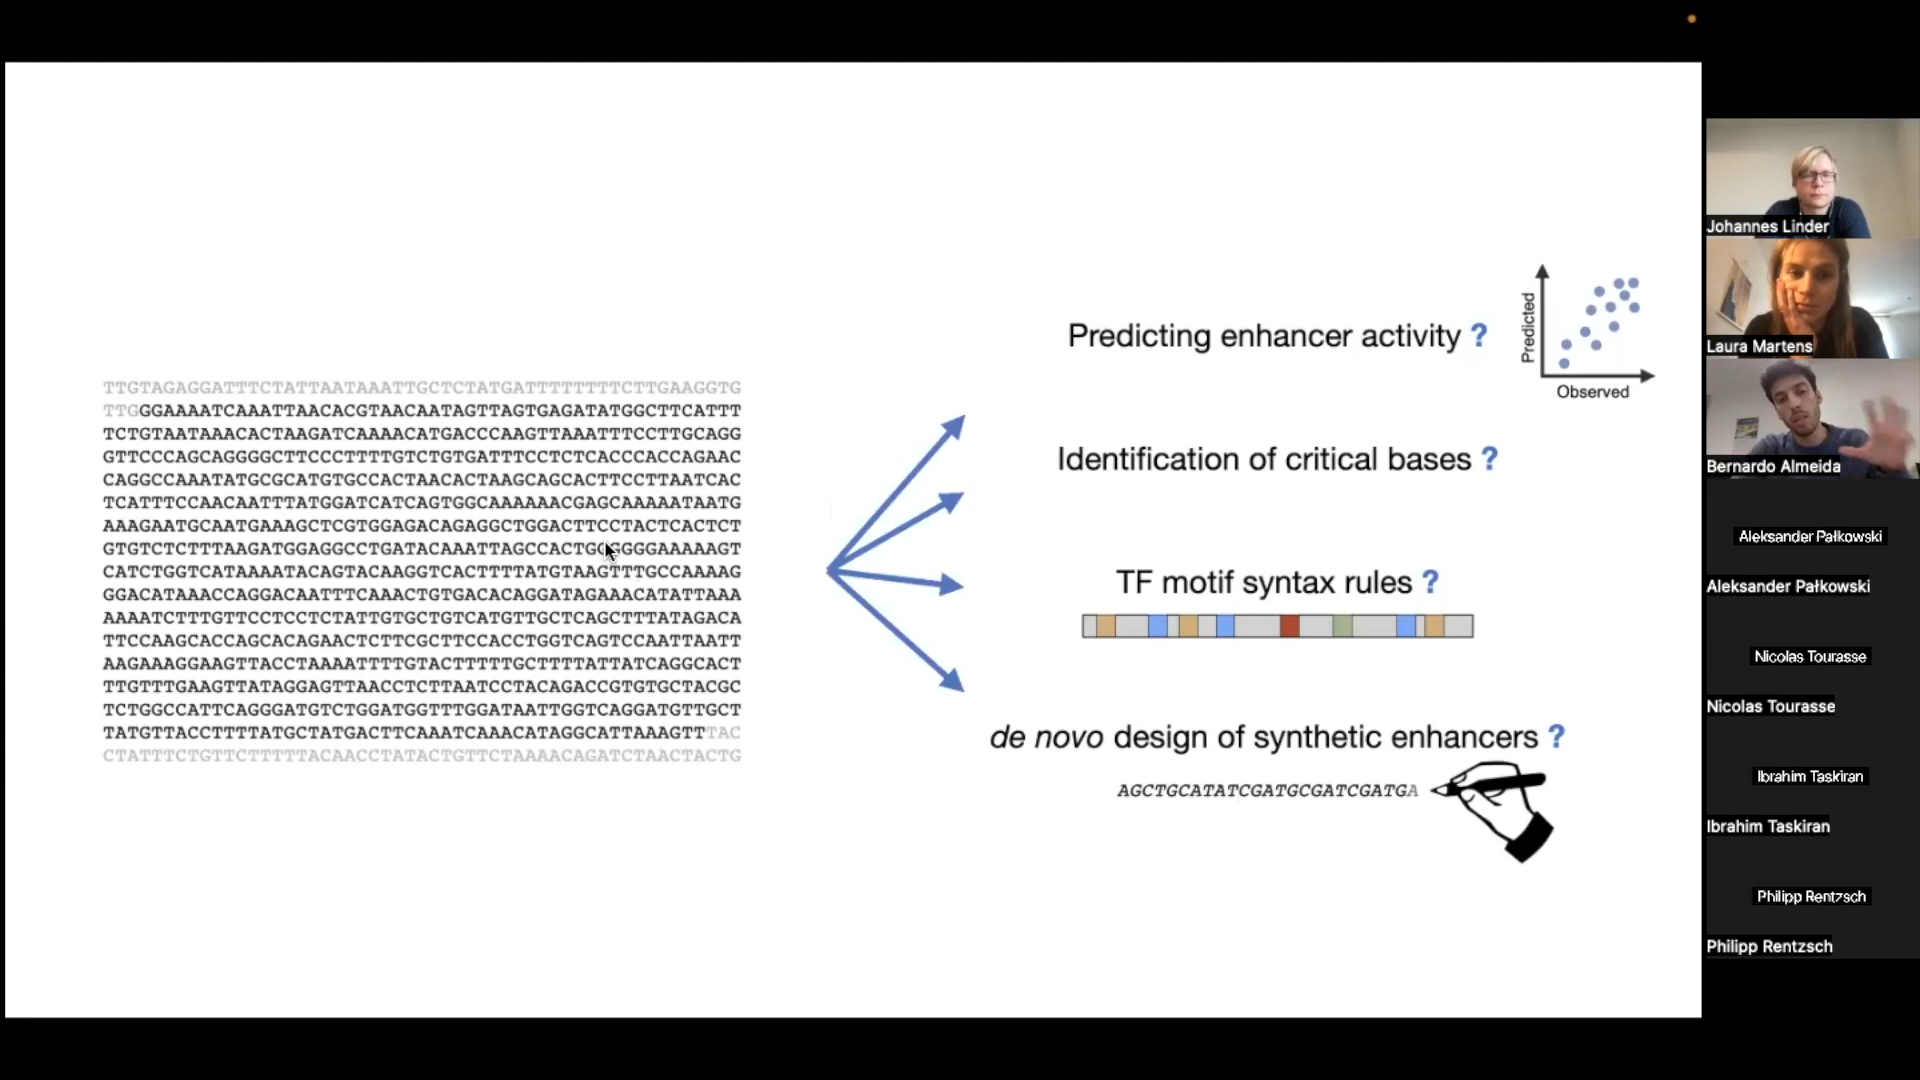 TTGTAGAGGATTTCTATTAATAAATTGCTCTATGATTTTTTTTCTTGAAGGTG
TTGGGAAAATCAAATTAACACGTAACAATAGTTAGTGAGATATGGCTTCATTT
TCTGTAATAAACACTAAGATCAAAACATGACCCAAGTTAAATTTCCTTGCAGG
GTTCCCAGCAGGGGCTTCCCTTTTGTCTGTGATTTCCTCTCACCCACCAGAAC
CAGGCCAAATATGCGCATGTGCCACTAACACTAAGCAGCACTTCCTTAATCAC
TCATTTCCAACAATTTATGGATCATCAGTGGCAAAAAACGAGCAAAAATAATG
AAAGAATGCAATGAAAGCTCGTGGAGACAGAGGCTGGACTTCCTACTCACTCT
CATCTGGTCATAAAATACAGTACAAGGTCACTTTTATGTAAGTTTGCCAAAAG
GGACATAAACCAGGACAATTTCAAACTGTGACACAGGATAGAAACATATTAAA
AAAATCTTTGTTCCTCCTCTATTGTGCTGTCATGTTGCTCAGCTTTATAGACA
TTCCAAGCACCAGCACAGAACTCTTCGCTTCCACCTGGTCAGTCCAATTAATT
AAGAAAGGAAGTTACCTAAAATTTTGTACTTTTTGCTTTTATTATCAGGCACT
TTGTTTGAAGTTATAGGAGTTAACCTCTTAATCCTACAGACCGTGTGCTACGC
TCTGGCCATTCAGGGATGTCTGGATGGTTTGGATAATTGGTCAGGATGTTGCT
TATGTTACCTTTTATGCTATGACTTCAAATCAAACATAGGCATTAAAGTTTAC
CTATTTCTGTTCTTTTTACAACCTATACTGTTCTAAAACAGATCTAACTACTG
Predicting enhancer activity ?
Predicted
Observed
Identification of critical bases ?
TF motif syntax rules ?
de novo design of synthetic enhancers ?
AGCTGCATATCGATGCGATCGATGA
Johannes Linder
Laura Martens
Bernardo Almeida
Aleksander Pałkowski
Aleksander Pałkowski
Nicolas Tourasse
Nicolas Tourasse
Ibrahim Taskiran
Ibrahim Taskiran
Philipp Rentzsch
Philipp Rentzsch